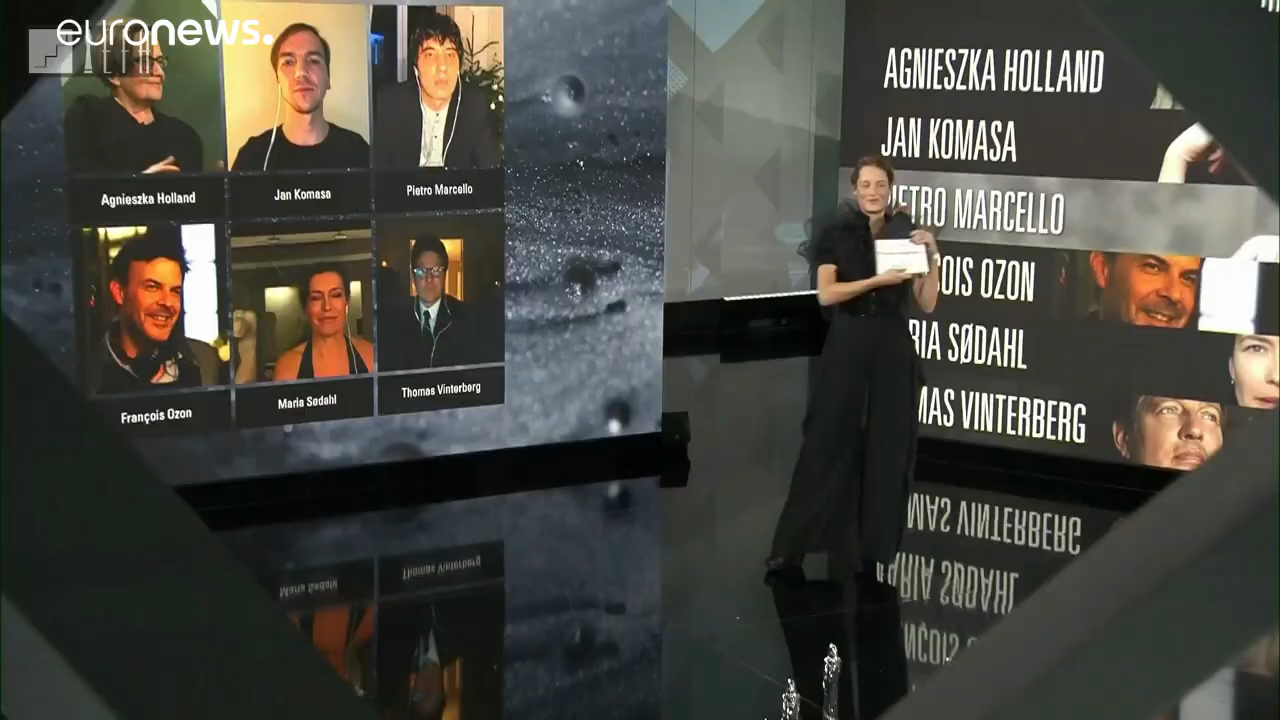 euronews.
Agnieszka Holland
Jan Komasa
Pietro Marcello
François Ozon
Maria Sødahl
Thomas Vinterberg
AGNIESZKA HOLLAND
JAN KOMASA
PIETRO MARCELLO
OIS OZON
RIA SØDAHL
MAS VINTERBERG